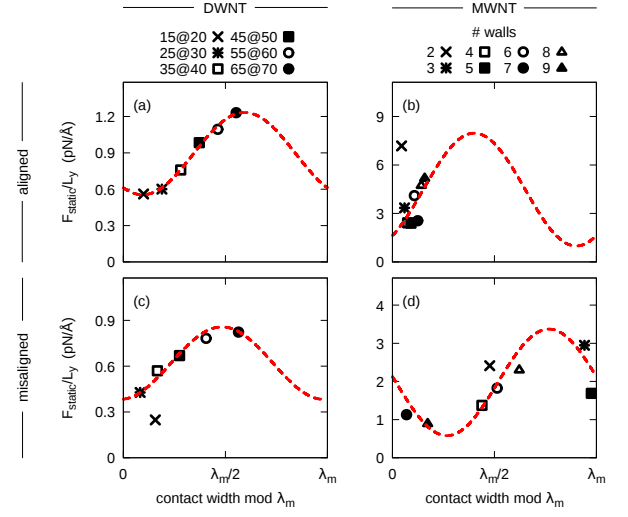 DWNT
MWNT
15@20 45@50
25@30 55@60
35@40 65@70
# walls
2 4 6 8
3 5 7 9
aligned
F_static/L_y (pN/Å)
(a)
1.2
0.9
0.6
0.3
0
(b)
9
6
3
0
misaligned
F_static/L_y (pN/Å)
(c)
0.9
0.6
0.3
0
0 λ_m/2 λ_m
contact width mod λ_m
(d)
4
3
2
1
0
0 λ_m/2 λ_m
contact width mod λ_m